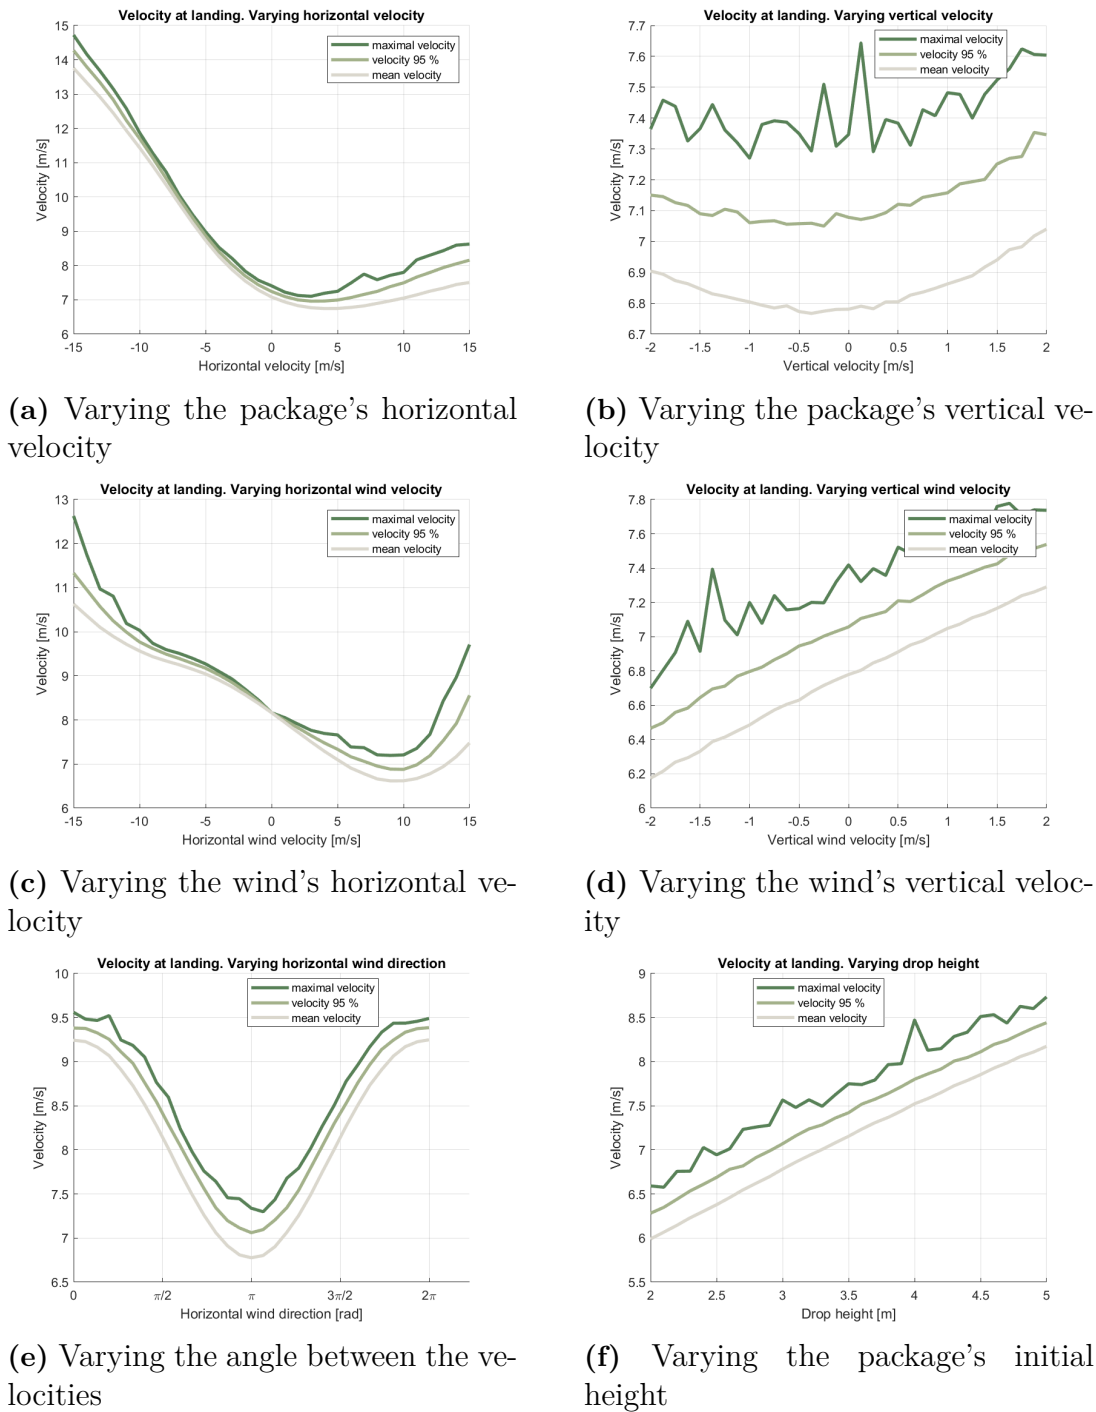 Velocity at landing. Varying horizontal velocity
maximal velocity
velocity 95 %
mean velocity
15
14
13
12
11
10
9
8
7
6
Velocity [m/s]
-15 -10 -5 0 5 10 15
Horizontal velocity [m/s]
(a) Varying the package's horizontal
velocity
Velocity at landing. Varying vertical velocity
maximal velocity
velocity 95 %
mean velocity
7.7
7.6
7.5
7.4
7.3
7.2
7.1
7
6.9
6.8
6.7
Velocity [m/s]
-2 -1.5 -1 -0.5 0 0.5 1 1.5 2
Vertical velocity [m/s]
(b) Varying the package's vertical ve-
locity
Velocity at landing. Varying horizontal wind velocity
maximal velocity
velocity 95 %
mean velocity
13
12
11
10
9
8
7
6
Velocity [m/s]
-15 -10 -5 0 5 10 15
Horizontal wind velocity [m/s]
(c) Varying the wind's horizontal ve-
locity
Velocity at landing. Varying vertical wind velocity
maximal velocity
velocity 95 %
mean velocity
7.8
7.6
7.4
7.2
7
6.8
6.6
6.4
6.2
6
Velocity [m/s]
-2 -1.5 -1 -0.5 0 0.5 1 1.5 2
Vertical wind velocity [m/s]
(d) Varying the wind's vertical veloc-
ity
Velocity at landing. Varying horizontal wind direction
maximal velocity
velocity 95 %
mean velocity
10
9.5
9
8.5
8
7.5
7
6.5
Velocity [m/s]
0 π/2 π 3π/2 2π
Horizontal wind direction [rad]
(e) Varying the angle between the ve-
locities
Velocity at landing. Varying drop height
maximal velocity
velocity 95 %
mean velocity
9
8.5
8
7.5
7
6.5
6
5.5
Velocity [m/s]
2 2.5 3 3.5 4 4.5 5
Drop height [m]
(f) Varying the package's initial
height